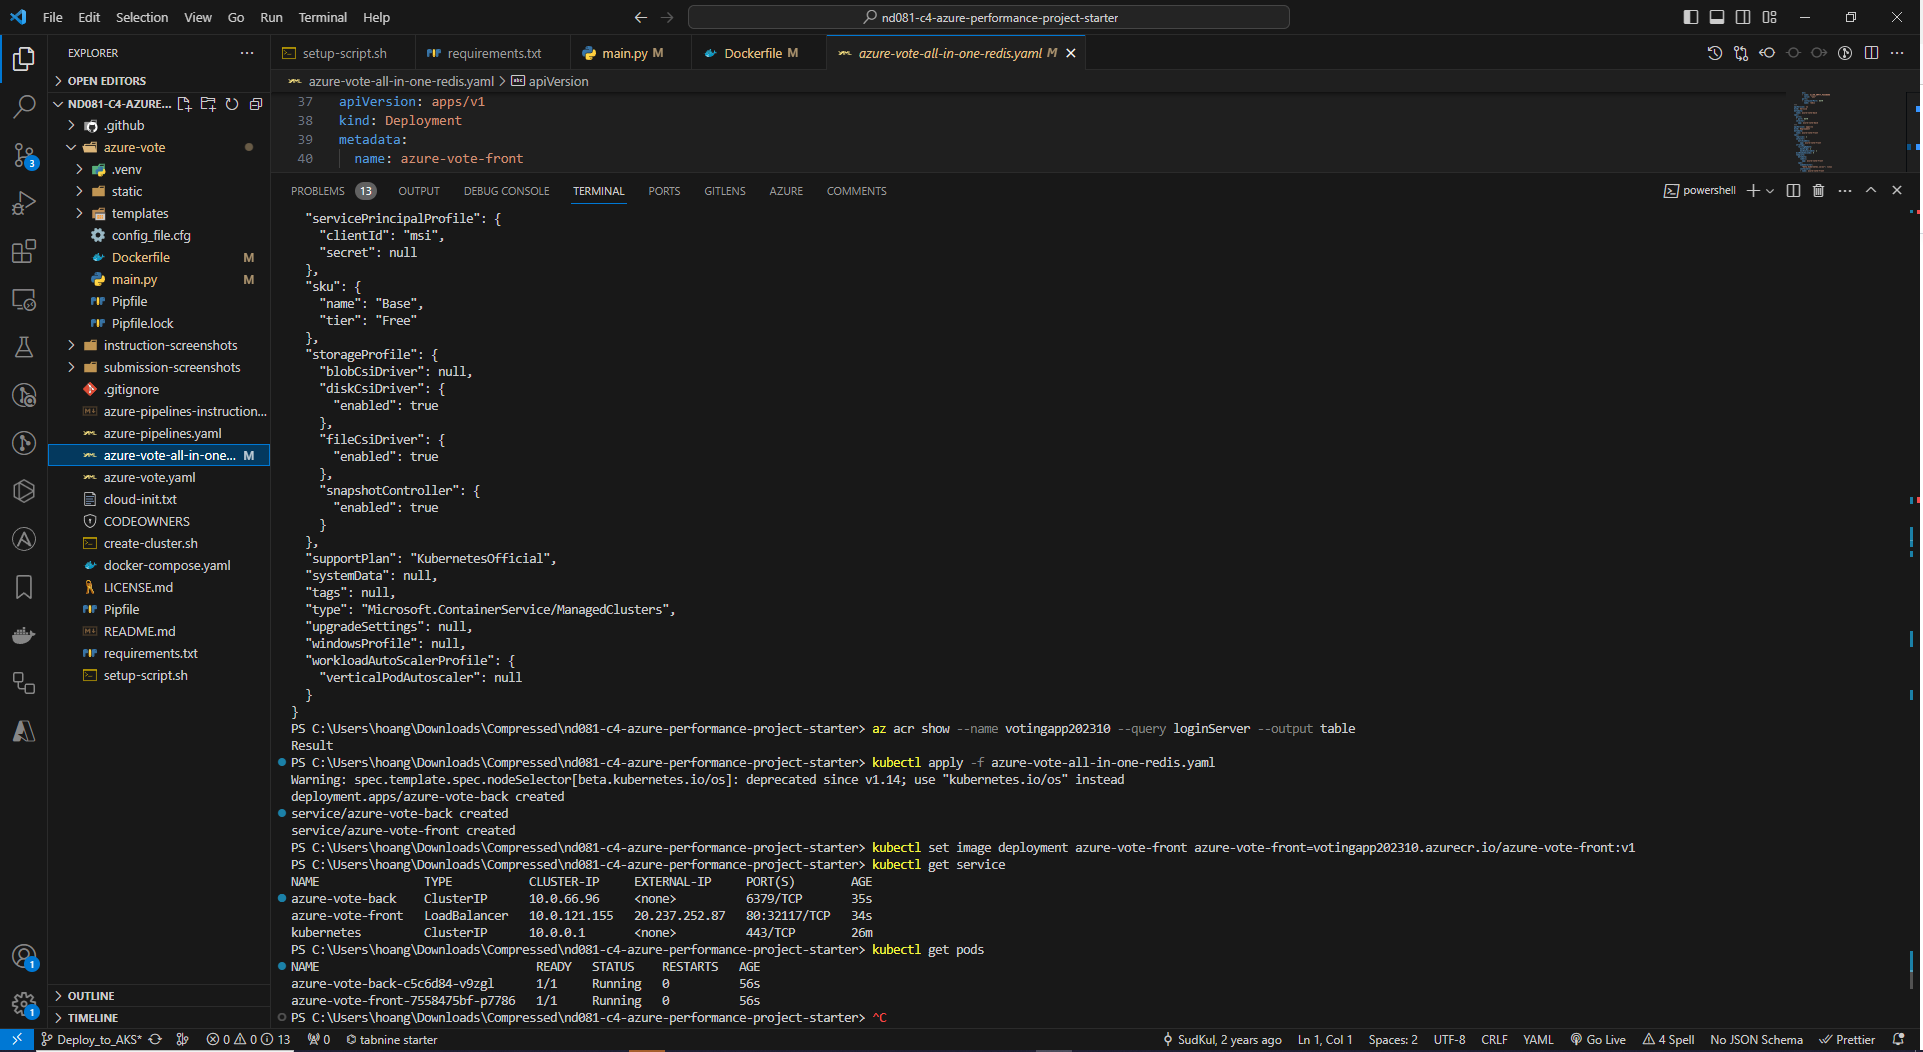 File Edit Selection View Go Run Terminal Help
nd081-c4-azure-performance-project-starter
EXPLORER
OPEN EDITORS
ND081-C4-AZURE...
.github
azure-vote
.venv
static
templates
config_file.cfg
Dockerfile M
main.py M
Pipfile
Pipfile.lock
instruction-screenshots
submission-screenshots
.gitignore
azure-pipelines-instruction...
azure-pipelines.yaml
azure-vote-all-in-one... M
azure-vote.yaml
cloud-init.txt
CODEOWNERS
create-cluster.sh
docker-compose.yaml
LICENSE.md
Pipfile
README.md
requirements.txt
setup-script.sh
OUTLINE
TIMELINE
3
1
1
setup-script.sh requirements.txt main.py M Dockerfile M azure-vote-all-in-one-redis.yaml M
azure-vote-all-in-one-redis.yaml > apiVersion
37 apiVersion: apps/v1
38 kind: Deployment
39 metadata:
40 name: azure-vote-front
PROBLEMS 13 OUTPUT DEBUG CONSOLE TERMINAL PORTS GITLENS AZURE COMMENTS powershell
"servicePrincipalProfile": {
"clientId": "msi",
"secret": null
},
"sku": {
"name": "Base",
"tier": "Free"
},
"storageProfile": {
"blobCsiDriver": null,
"diskCsiDriver": {
"enabled": true
},
"fileCsiDriver": {
"enabled": true
},
"snapshotController": {
"enabled": true
}
},
"supportPlan": "KubernetesOfficial",
"systemData": null,
"tags": null,
"type": "Microsoft.ContainerService/ManagedClusters",
"upgradeSettings": null,
"windowsProfile": null,
"workloadAutoScalerProfile": {
"verticalPodAutoscaler": null
}
}
PS C:\Users\hoang\Downloads\Compressed\nd081-c4-azure-performance-project-starter> az acr show --name votingapp202310 --query loginServer --output table
Result
PS C:\Users\hoang\Downloads\Compressed\nd081-c4-azure-performance-project-starter> kubectl apply -f azure-vote-all-in-one-redis.yaml
Warning: spec.template.spec.nodeSelector[beta.kubernetes.io/os]: deprecated since v1.14; use "kubernetes.io/os" instead
deployment.apps/azure-vote-back created
service/azure-vote-back created
service/azure-vote-front created
PS C:\Users\hoang\Downloads\Compressed\nd081-c4-azure-performance-project-starter> kubectl set image deployment azure-vote-front azure-vote-front=votingapp202310.azurecr.io/azure-vote-front:v1
PS C:\Users\hoang\Downloads\Compressed\nd081-c4-azure-performance-project-starter> kubectl get service
NAME TYPE CLUSTER-IP EXTERNAL-IP PORT(S) AGE
azure-vote-back ClusterIP 10.0.66.96 <none> 6379/TCP 35s
azure-vote-front LoadBalancer 10.0.121.155 20.237.252.87 80:32117/TCP 34s
kubernetes ClusterIP 10.0.0.1 <none> 443/TCP 26m
PS C:\Users\hoang\Downloads\Compressed\nd081-c4-azure-performance-project-starter> kubectl get pods
NAME READY STATUS RESTARTS AGE
azure-vote-back-c5c6d84-v9zgl 1/1 Running 0 56s
azure-vote-front-7558475bf-p7786 1/1 Running 0 56s
PS C:\Users\hoang\Downloads\Compressed\nd081-c4-azure-performance-project-starter> ^C
Deploy_to_AKS* 0 0 13 0 tabnine starter SudKul, 2 years ago Ln 1, Col 1 Spaces: 2 UTF-8 CRLF YAML Go Live 4 Spell No JSON Schema Prettier